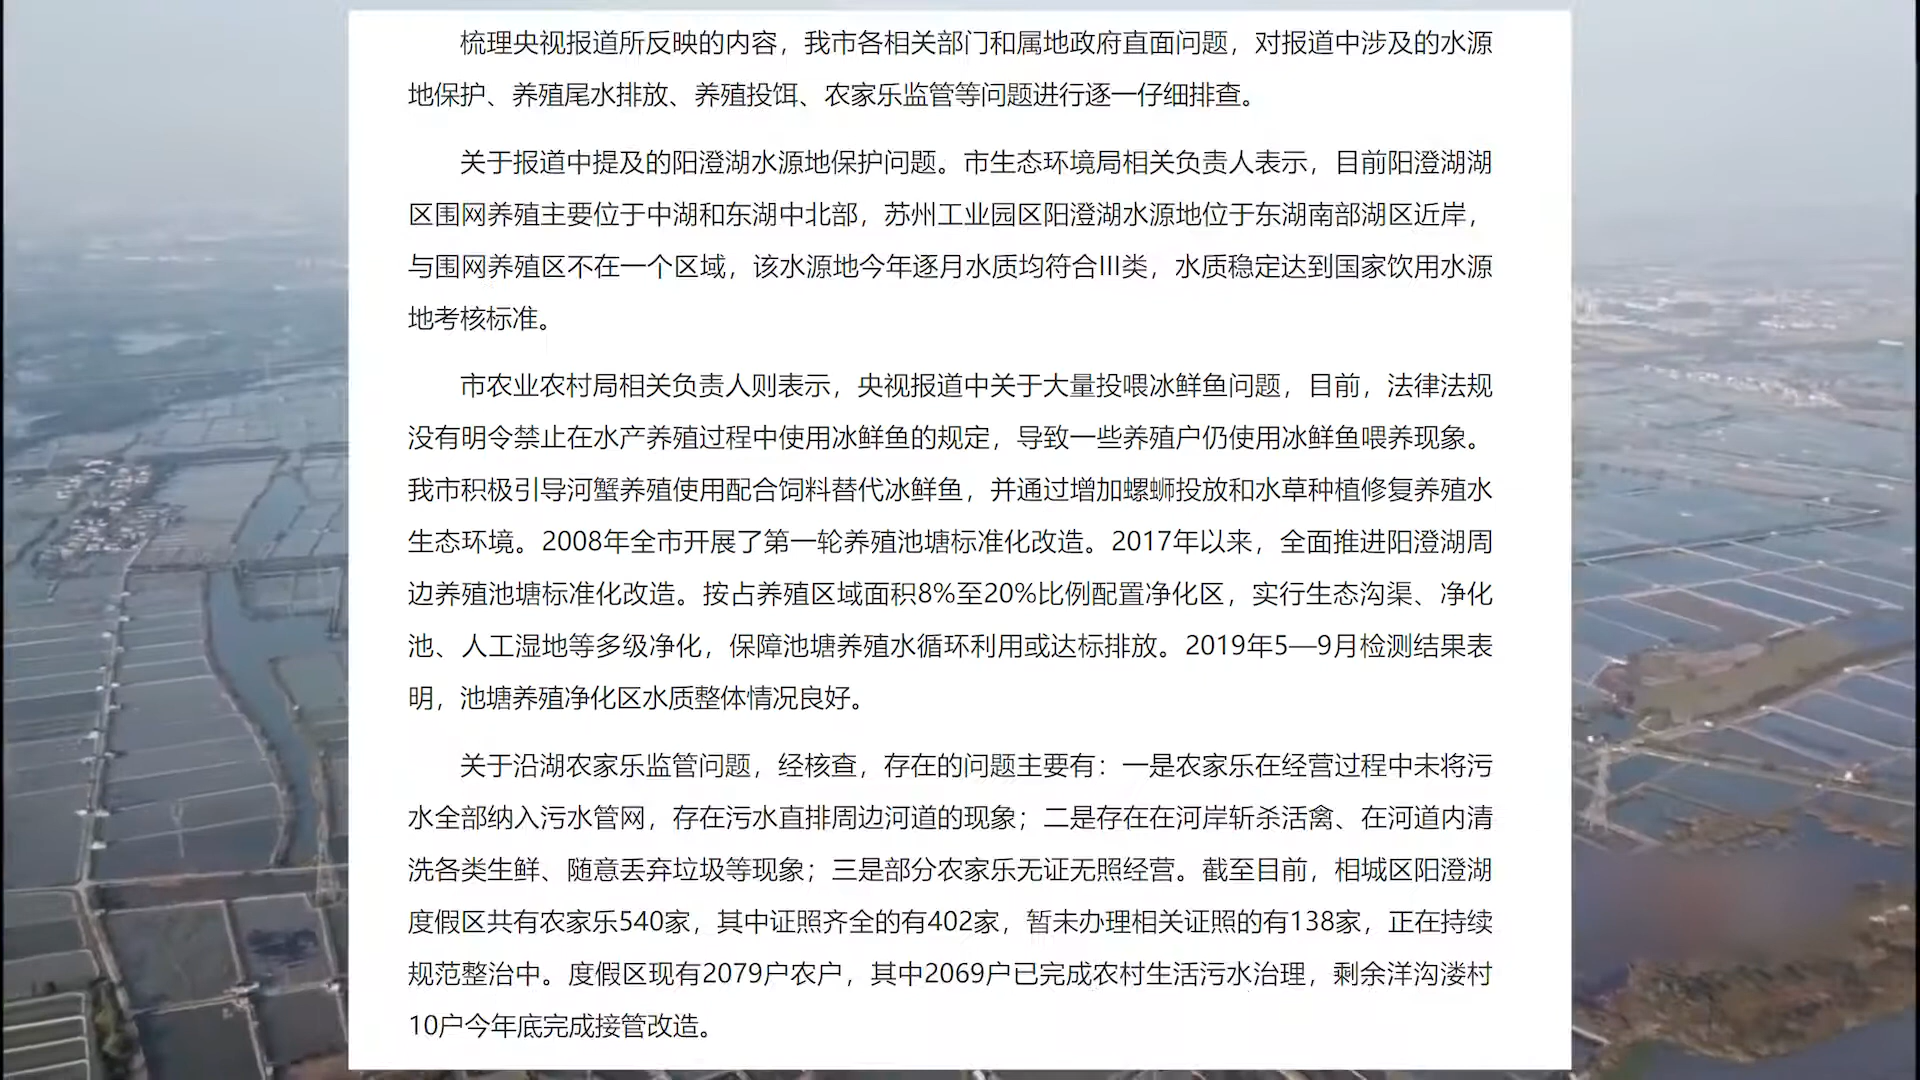 梳理央视报道所反映的内容，我市各相关部门和属地政府直面问题，对报道中涉及的水源
地保护、养殖尾水排放、养殖投饵、农家乐监管等问题进行逐一仔细排查。
关于报道中提及的阳澄湖水源地保护问题。市生态环境局相关负责人表示，目前阳澄湖湖
区围网养殖主要位于中湖和东湖中北部，苏州工业园区阳澄湖水源地位于东湖南部湖区近岸，
与围网养殖区不在一个区域，该水源地今年逐月水质均符合III类，水质稳定达到国家饮用水源
地考核标准。
市农业农村局相关负责人则表示，央视报道中关于大量投喂冰鲜鱼问题，目前，法律法规
没有明令禁止在水产养殖过程中使用冰鲜鱼的规定，导致一些养殖户仍使用冰鲜鱼喂养现象。
我市积极引导河蟹养殖使用配合饲料替代冰鲜鱼，并通过增加螺蛳投放和水草种植修复养殖水
生态环境。2008年全市开展了第一轮养殖池塘标准化改造。2017年以来，全面推进阳澄湖周
边养殖池塘标准化改造。按占养殖区域面积8%至20%比例配置净化区，实行生态沟渠、净化
池、人工湿地等多级净化，保障池塘养殖水循环利用或达标排放。2019年5—9月检测结果表
明，池塘养殖净化区水质整体情况良好。
关于沿湖农家乐监管问题，经核查，存在的问题主要有：一是农家乐在经营过程中未将污
水全部纳入污水管网，存在污水直排周边河道的现象；二是存在在河岸斩杀活禽、在河道内清
洗各类生鲜、随意丢弃垃圾等现象；三是部分农家乐无证无照经营。截至目前，相城区阳澄湖
度假区共有农家乐540家，其中证照齐全的有402家，暂未办理相关证照的有138家，正在持续
规范整治中。度假区现有2079户农户，其中2069户已完成农村生活污水治理，剩余洋沟溇村
10户今年底完成接管改造。